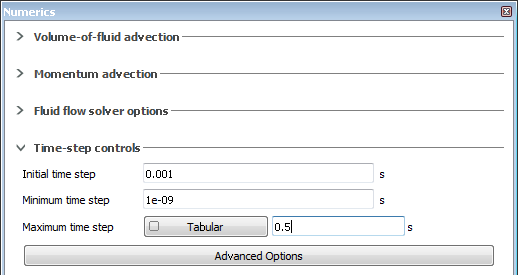 Numerics
Volume-of-fluid advection
Momentum advection
Fluid flow solver options
Time-step controls
Initial time step 0.001 s
Minimum time step 1e-09 s
Maximum time step Tabular 0.5 s
Advanced Options